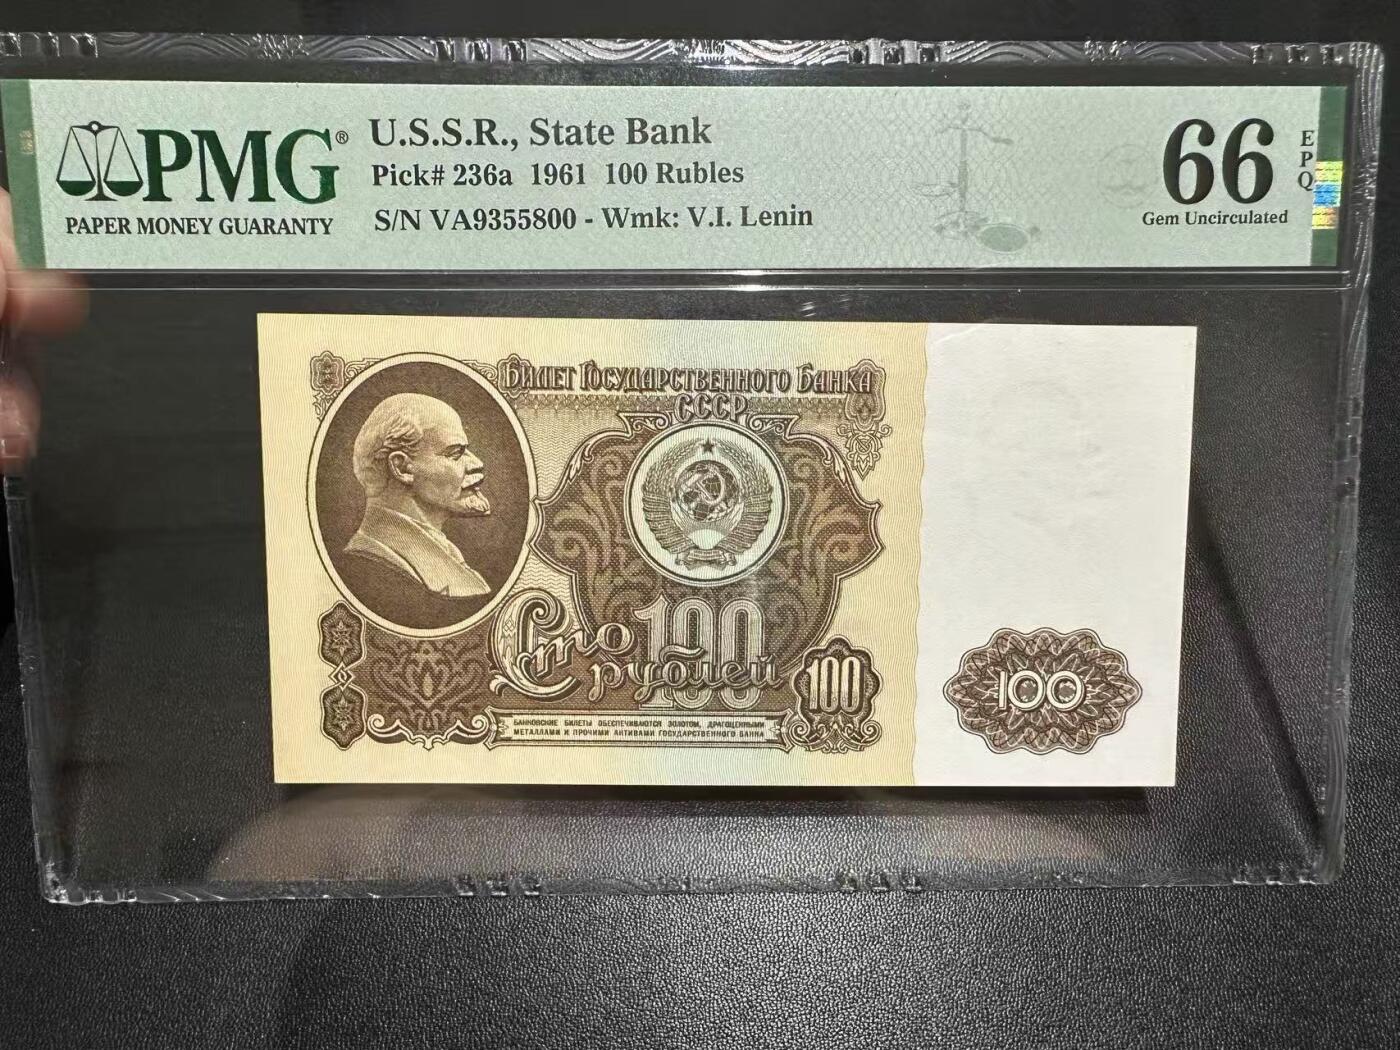 PMG®
PAPER MONEY GUARANTY
U.S.S.R., State Bank
Pick# 236a 1961 100 Rubles
S/N VA9355800 - Wmk: V.I. Lenin
66 EPQ
Gem Uncirculated
Билет Государственного Банка
СССР
Сто 100
рублей
100
100
БАНКОВСКИЕ БИЛЕТЫ ОБЕСПЕЧИВАЮТСЯ ЗОЛОТОМ, ДРАГОЦЕННЫМИ
МЕТАЛЛАМИ И ПРОЧИМИ АКТИВАМИ ГОСУДАРСТВЕННОГО БАНКА